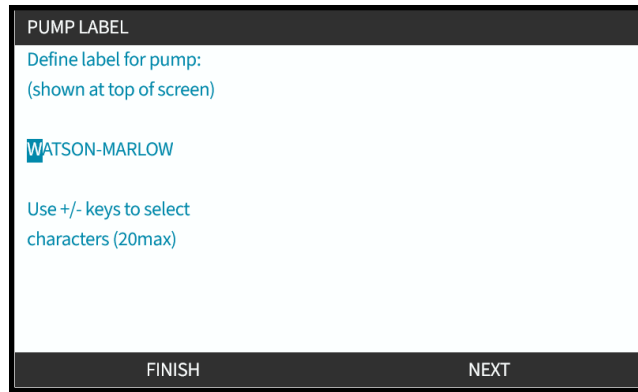 PUMP LABEL
Define label for pump:
(shown at top of screen)
WATSON-MARLOW
Use +/- keys to select
characters (20max)
FINISH NEXT